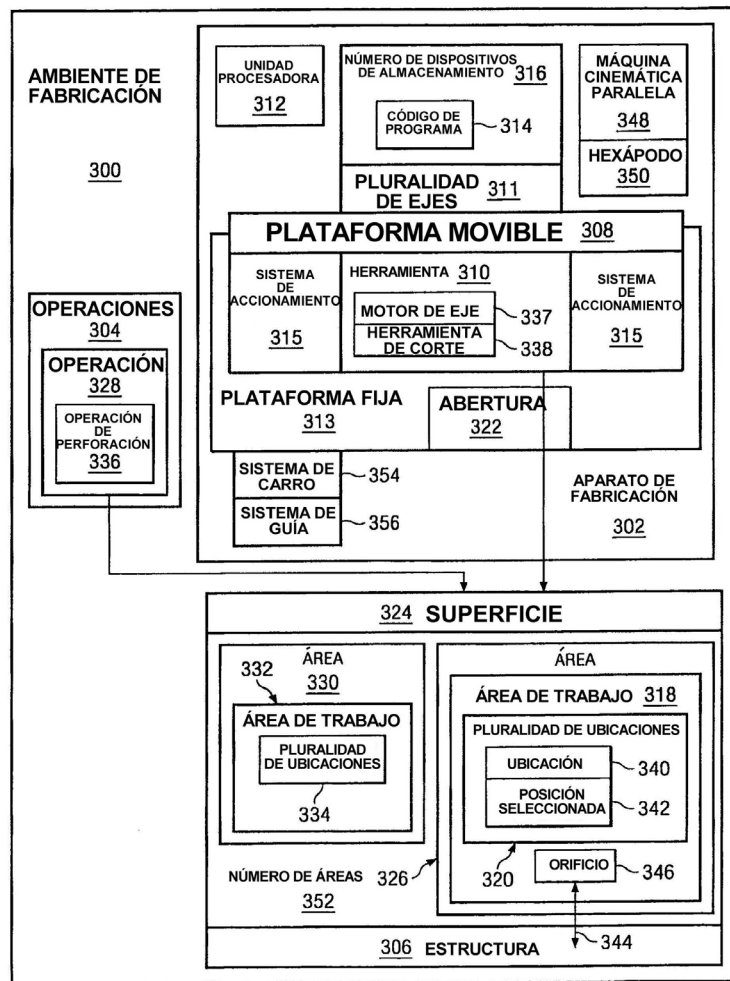 AMBIENTE DE
FABRICACIÓN
300
UNIDAD
PROCESADORA
312
NÚMERO DE DISPOSITIVOS
DE ALMACENAMIENTO
316
CÓDIGO DE
PROGRAMA
314
MÁQUINA
CINEMÁTICA
PARALELA
348
HEXÁPODO
350
PLURALIDAD
DE EJES
311
PLATAFORMA MOVIBLE 308
SISTEMA
DE
ACCIONAMIENTO
315
HERRAMIENTA 310
MOTOR DE EJE
337
HERRAMIENTA
DE CORTE
338
SISTEMA
DE
ACCIONAMIENTO
315
PLATAFORMA FIJA
313
ABERTURA
322
SISTEMA DE
CARRO
354
SISTEMA DE
GUÍA
356
APARATO DE
FABRICACIÓN
302
OPERACIONES
304
OPERACIÓN
328
OPERACIÓN
DE
PERFORACIÓN
336
324 SUPERFICIE
ÁREA
330
332
ÁREA DE TRABAJO
PLURALIDAD
DE UBICACIONES
334
NÚMERO DE ÁREAS
352
ÁREA
ÁREA DE TRABAJO 318
PLURALIDAD DE UBICACIONES
UBICACIÓN
340
POSICIÓN
SELECCIONADA
342
326
320
ORIFICIO
346
306 ESTRUCTURA
344